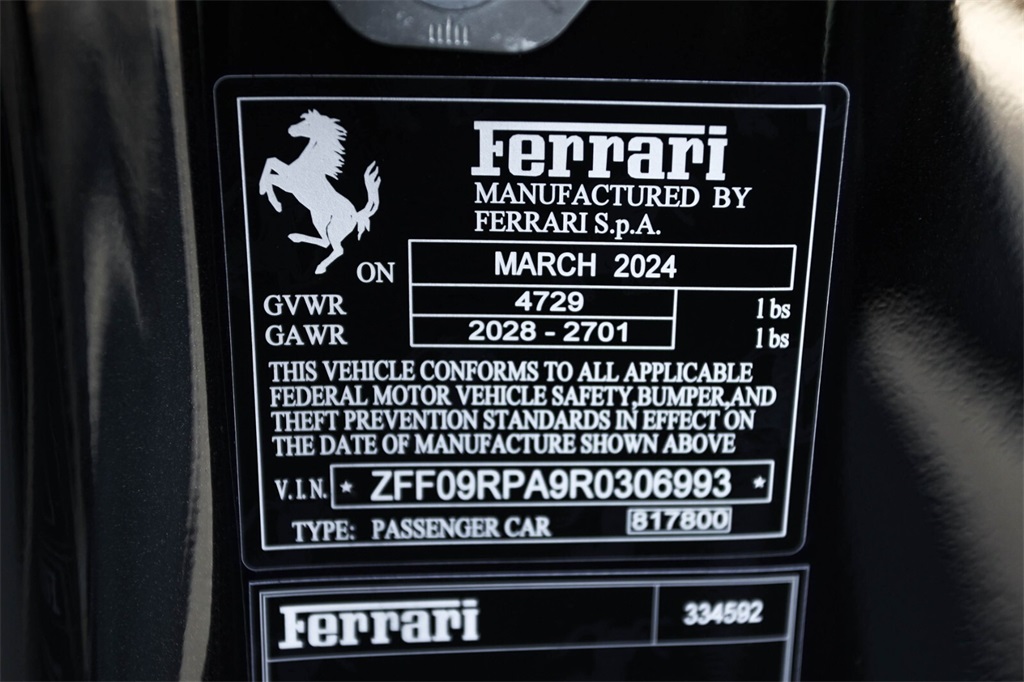 Ferrari
MANUFACTURED BY
FERRARI S.p.A.
ON MARCH 2024
GVWR 4729 lbs
GAWR 2028 - 2701 lbs
THIS VEHICLE CONFORMS TO ALL APPLICABLE
FEDERAL MOTOR VEHICLE SAFETY,BUMPER,AND
THEFT PREVENTION STANDARDS IN EFFECT ON
THE DATE OF MANUFACTURE SHOWN ABOVE
V.I.N. * ZFF09RPA9R0306993 *
TYPE: PASSENGER CAR 817800
Ferrari 334592